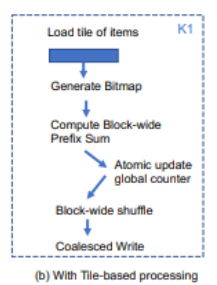 Load tile of items
K1
Generate Bitmap
Compute Block-wide
Prefix Sum
Atomic update
global counter
Block-wide shuffle
Coalesced Write
(b) With Tile-based processing